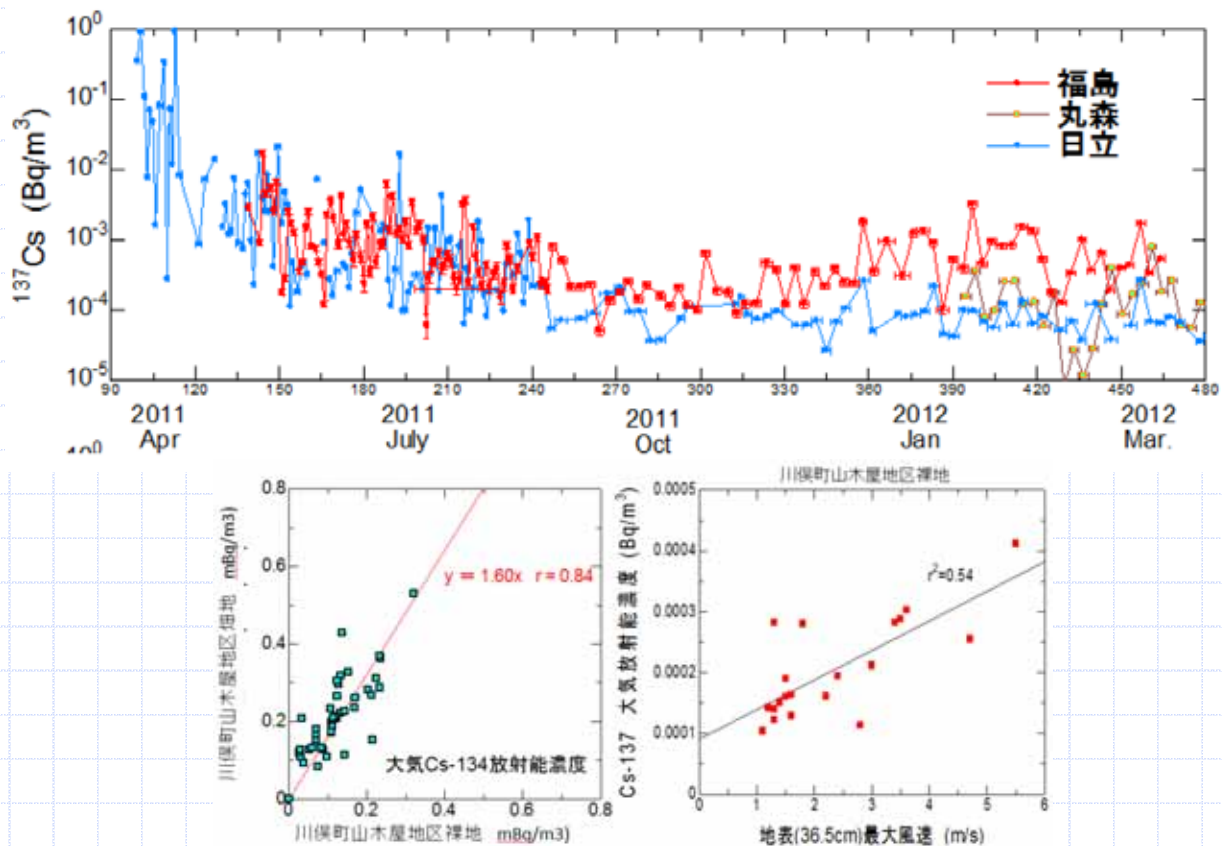 10⁰
10⁻¹
10⁻²
10⁻³
10⁻⁴
10⁻⁵
¹³⁷Cs (Bq/m³)
福島
丸森
日立
90 120 150 180 210 240 270 300 330 360 390 420 450 480
2011 2011 2011 2012 2012
Apr July Oct Jan Mar.
川俣町山木屋地区畑地 mBq/m3)
0.8
0.6
0.4
0.2
0
y = 1.60x r=0.84
大気Cs-134放射能濃度
0 0.2 0.4 0.6 0.8
川俣町山木屋地区裸地 mBq/m3)
川俣町山木屋地区裸地
Cs-137 大気放射能濃度 (Bq/m³)
0.0005
0.0004
0.0003
0.0002
0.0001
0.000
r²=0.54
0 1 2 3 4 5 6
地表(36.5cm)最大風速 (m/s)